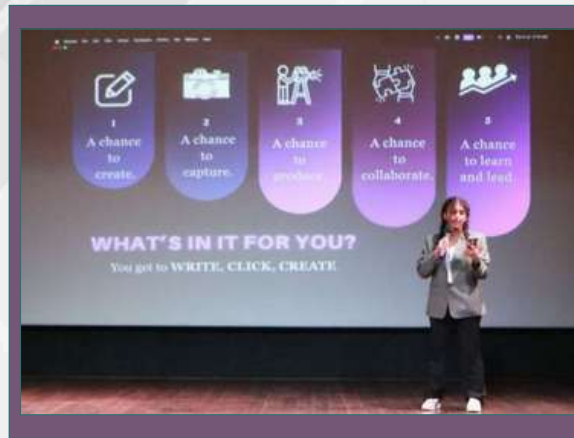 1
A chance
to
create.
2
A chance
to
capture.
3
A chance
to
produce.
4
A chance
to
collaborate.
5
A chance
to learn
and lead.
WHAT'S IN IT FOR YOU?
You get to WRITE, CLICK, CREATE